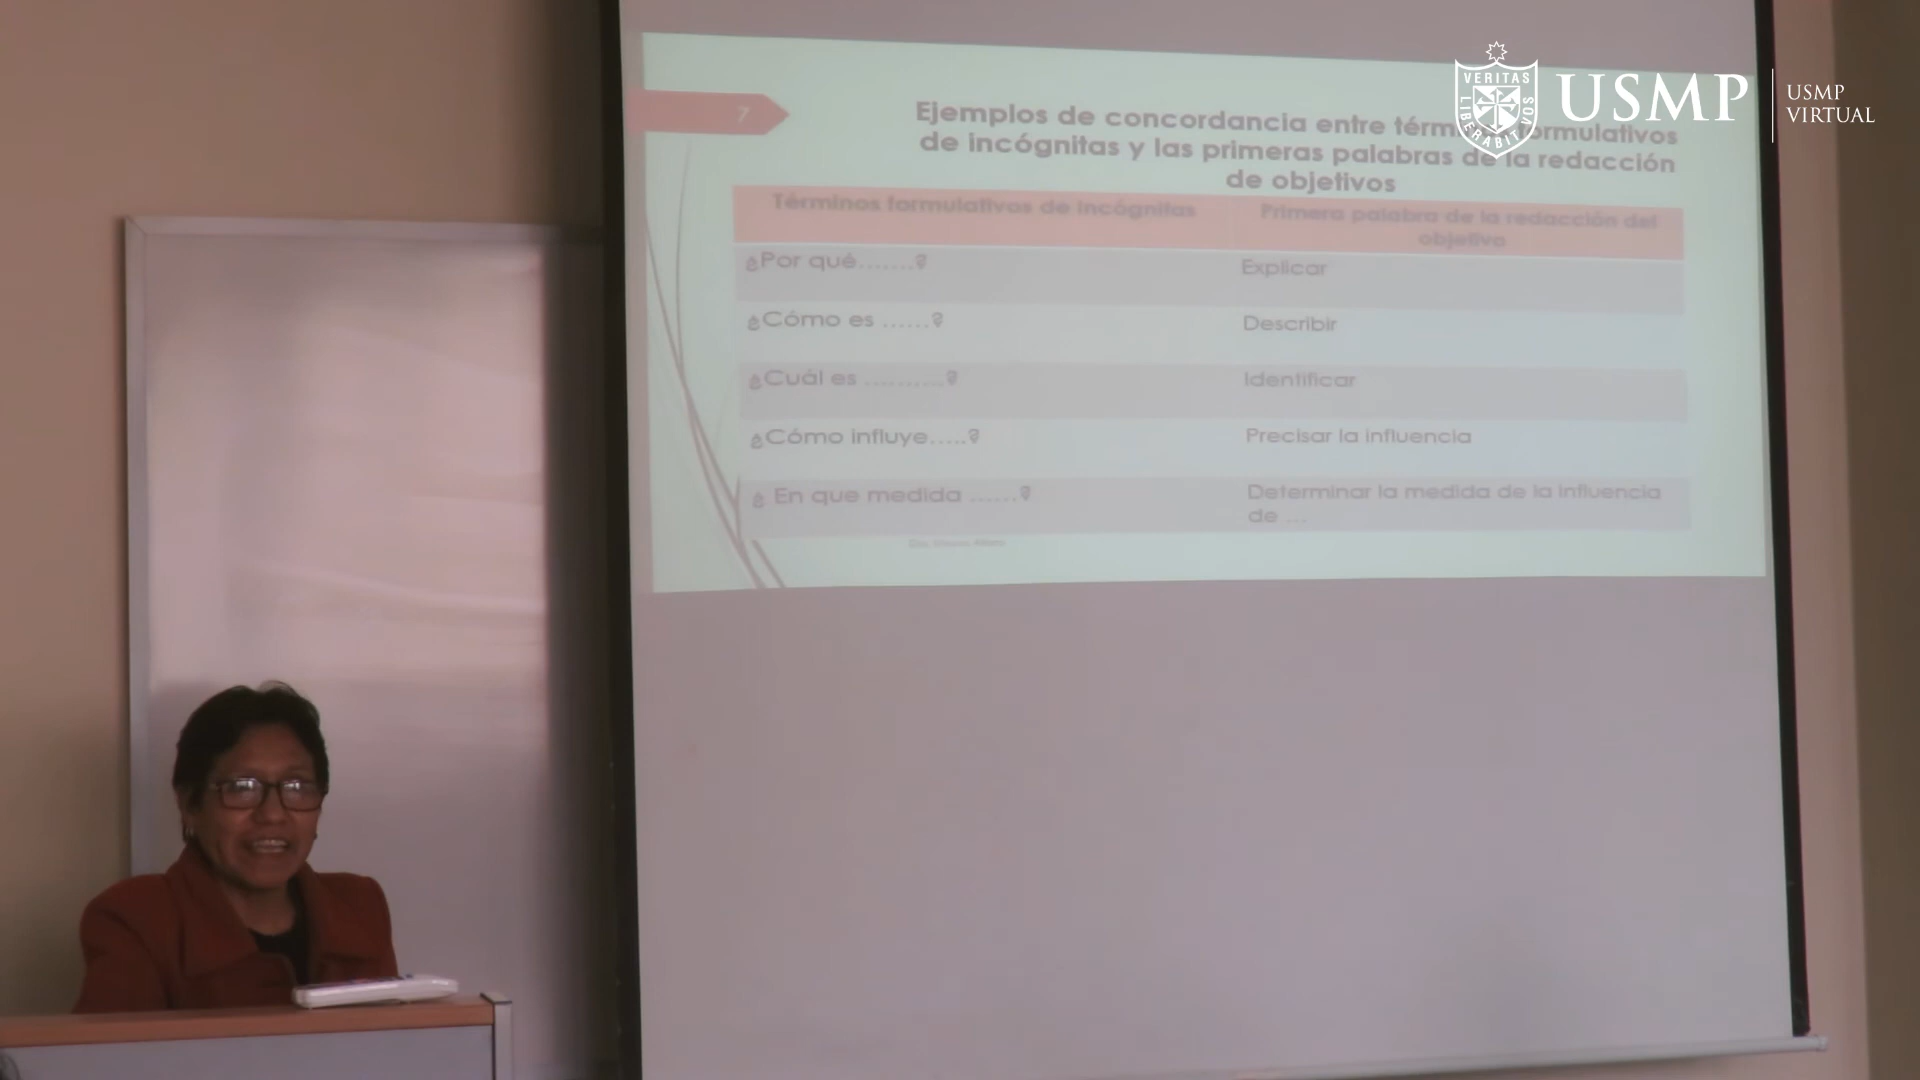 VERITAS
LIBERABIT VOS
USMP
USMP
VIRTUAL
7
Ejemplos de concordancia entre términos formulativos
de incógnitas y las primeras palabras de la redacción
de objetivos
Términos formulativos de incógnitas
Primera palabra de la redacción del
objetivo
¿Por qué.......?
Explicar
¿Cómo es ......?
Describir
¿Cuál es ..........?
Identificar
¿Cómo influye.....?
Precisar la influencia
¿ En que medida ......?
Determinar la medida de la influencia
de ...